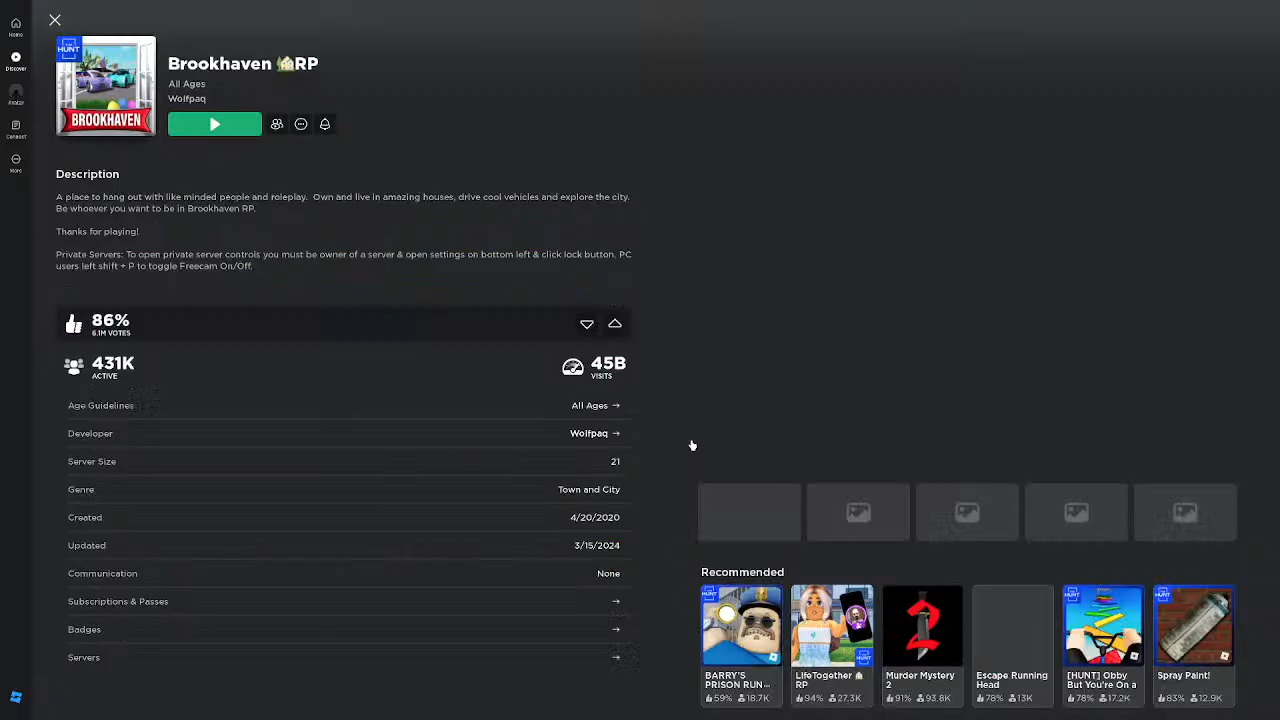 Home
Discover
Avatar
Connect
More
THE HUNT
BROOKHAVEN
Brookhaven 🏡RP
All Ages
Wolfpaq
Description
A place to hang out with like minded people and roleplay.  Own and live in amazing houses, drive cool vehicles and explore the city.
Be whoever you want to be in Brookhaven RP.
Thanks for playing!
Private Servers: To open private server controls you must be owner of a server & open settings on bottom left & click lock button. PC
users left shift + P to toggle Freecam On/Off.
86%
6.1M VOTES
431K
ACTIVE
45B
VISITS
Age Guidelines All Ages →
Developer Wolfpaq →
Server Size 21
Genre Town and City
Created 4/20/2020
Updated 3/15/2024
Communication None
Subscriptions & Passes →
Badges →
Servers →
Recommended
HUNT
BARRY'S
PRISON RUN...
59% 18.7K
HUNT
LifeTogether 🏠
RP
94% 27.3K
2
Murder Mystery
2
91% 93.8K
Escape Running
Head
78% 13K
HUNT
[HUNT] Obby
But You're On a
78% 17.2K
HUNT
Spray Paint!
83% 12.9K